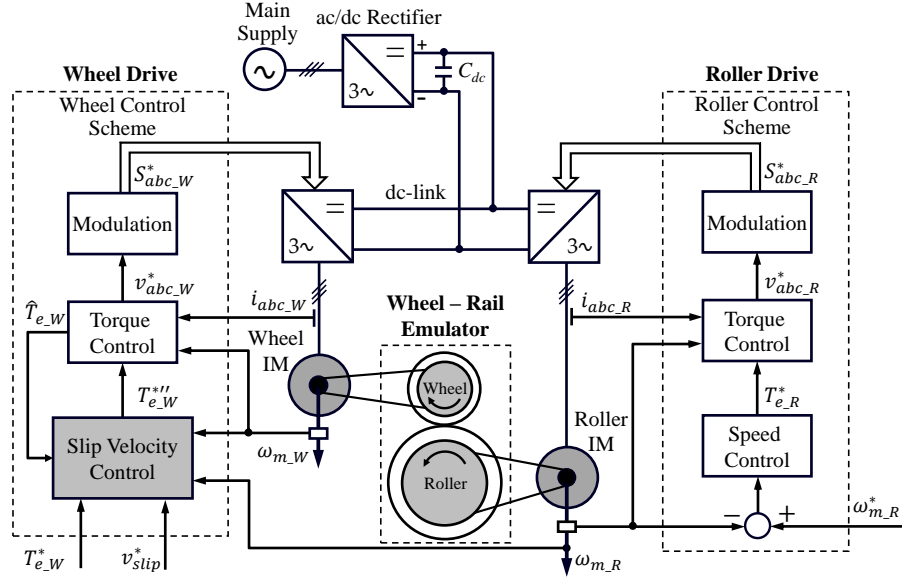 Main
Supply
ac/dc Rectifier
+
=
C_dc
3∿
−
Wheel Drive
Wheel Control
Scheme
S*_abc_W
Modulation
v*_abc_W
T̂_e_W
Torque
Control
T*''_e_W
Slip Velocity
Control
T*_e_W
v*_slip
=
3∿
dc-link
=
3∿
i_abc_W
Wheel
IM
ω_m_W
Wheel – Rail
Emulator
Wheel
Roller
i_abc_R
Roller
IM
ω_m_R
Roller Drive
Roller Control
Scheme
S*_abc_R
Modulation
v*_abc_R
Torque
Control
T*_e_R
Speed
Control
−
+
ω*_m_R